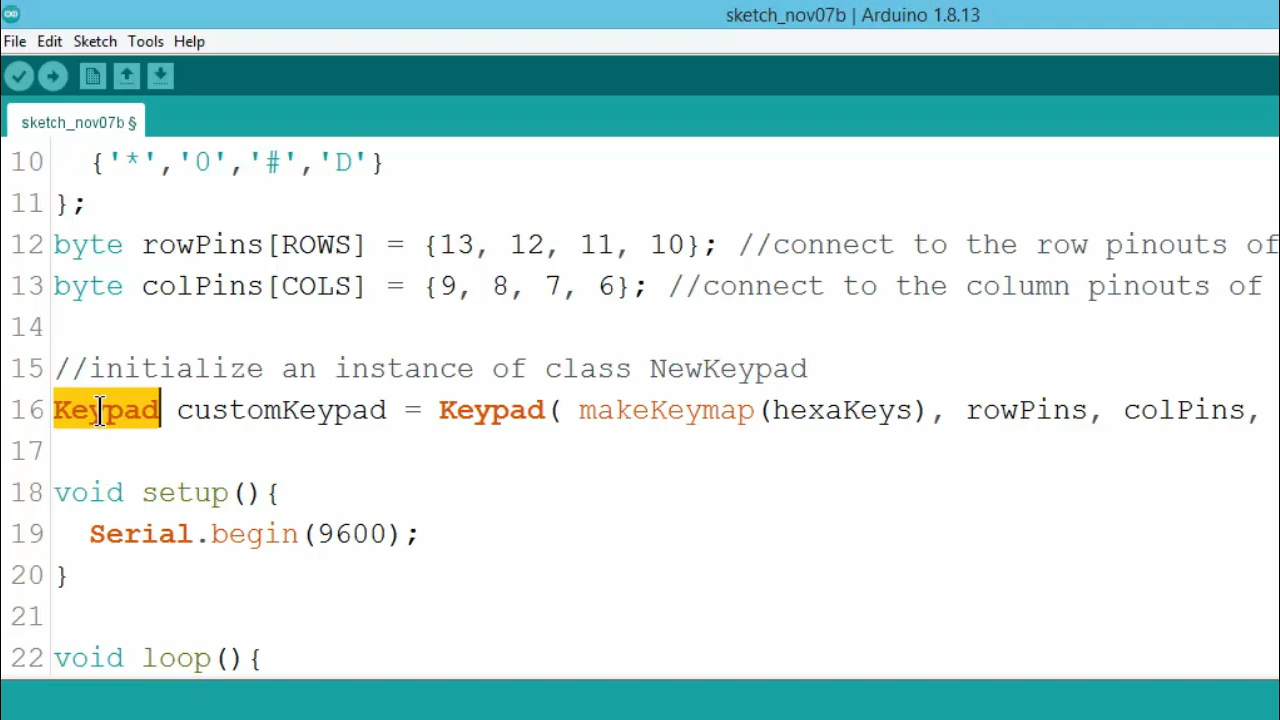 sketch_nov07b | Arduino 1.8.13
File Edit Sketch Tools Help
sketch_nov07b §
10   {'*','0','#','D'}
11 };
12 byte rowPins[ROWS] = {13, 12, 11, 10}; //connect to the row pinouts of
13 byte colPins[COLS] = {9, 8, 7, 6}; //connect to the column pinouts of
14
15 //initialize an instance of class NewKeypad
16 Keypad customKeypad = Keypad( makeKeymap(hexaKeys), rowPins, colPins,
17
18 void setup(){
19   Serial.begin(9600);
20 }
21
22 void loop(){